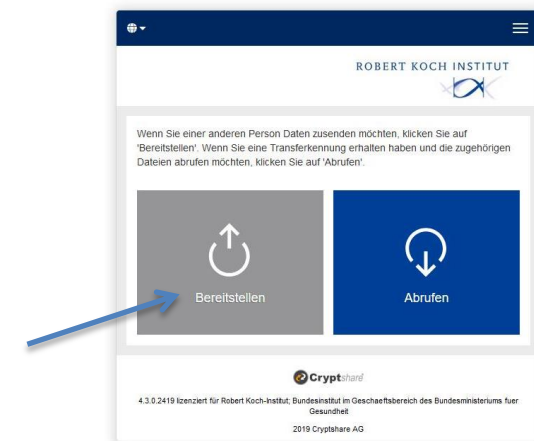 ROBERT KOCH INSTITUT
Wenn Sie einer anderen Person Daten zusenden möchten, klicken Sie auf
'Bereitstellen'. Wenn Sie eine Transferkennung erhalten haben und die zugehörigen
Dateien abrufen möchten, klicken Sie auf 'Abrufen'.
Bereitstellen
Abrufen
Cryptshare
4.3.0.2419 lizenziert für Robert Koch-Institut; Bundesinstitut im Geschaeftsbereich des Bundesministeriums fuer
Gesundheit
2019 Cryptshare AG